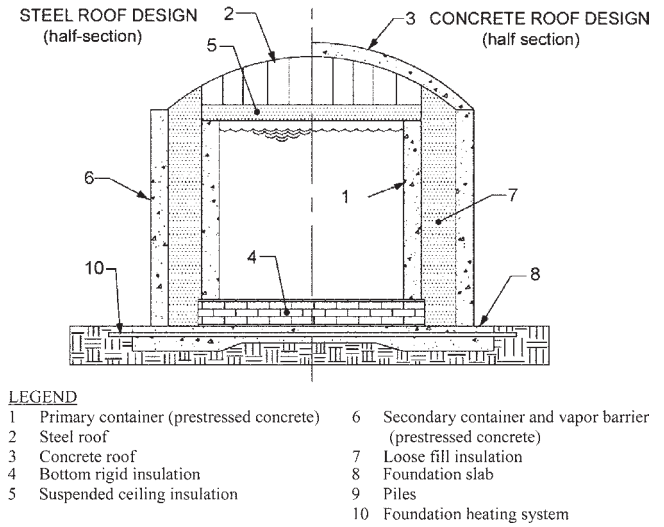 STEEL ROOF DESIGN
(half-section)
2
5
3 CONCRETE ROOF DESIGN
(half section)
6
1
7
4
10
8
LEGEND
1 Primary container (prestressed concrete)
2 Steel roof
3 Concrete roof
4 Bottom rigid insulation
5 Suspended ceiling insulation
6 Secondary container and vapor barrier
(prestressed concrete)
7 Loose fill insulation
8 Foundation slab
9 Piles
10 Foundation heating system